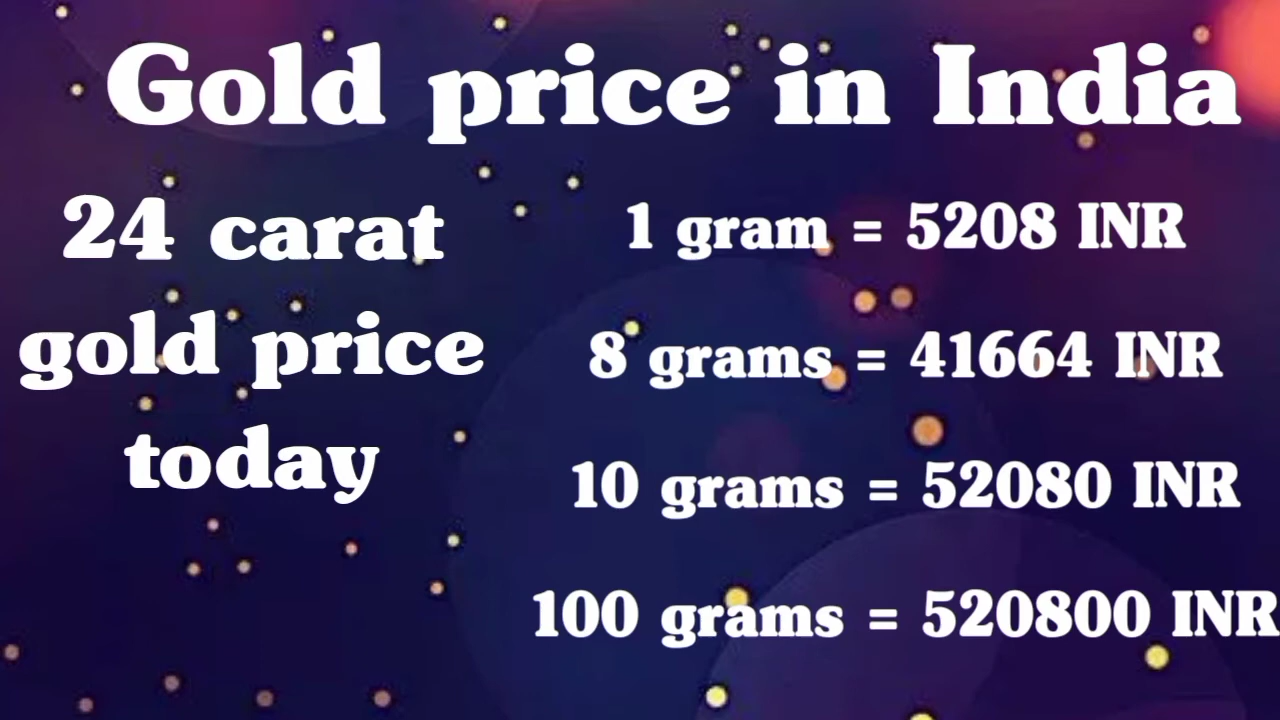 Gold price in India
24 carat
gold price
today
1 gram = 5208 INR
8 grams = 41664 INR
10 grams = 52080 INR
100 grams = 520800 INR